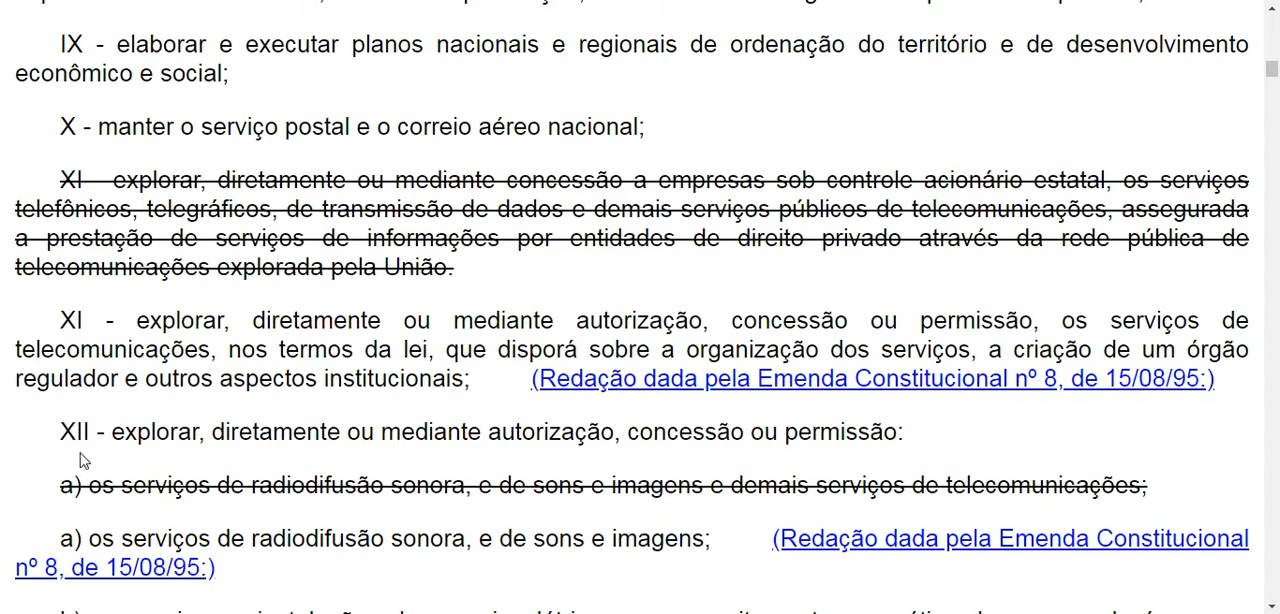 IX - elaborar e executar planos nacionais e regionais de ordenação do território e de desenvolvimento
econômico e social;
X - manter o serviço postal e o correio aéreo nacional;
XI - explorar, diretamente ou mediante concessão a empresas sob controle acionário estatal, os serviços
telefônicos, telegráficos, de transmissão de dados e demais serviços públicos de telecomunicações, assegurada
a prestação de serviços de informações por entidades de direito privado através da rede pública de
telecomunicações explorada pela União.
XI - explorar, diretamente ou mediante autorização, concessão ou permissão, os serviços de
telecomunicações, nos termos da lei, que disporá sobre a organização dos serviços, a criação de um órgão
regulador e outros aspectos institucionais; (Redação dada pela Emenda Constitucional nº 8, de 15/08/95:)
XII - explorar, diretamente ou mediante autorização, concessão ou permissão:
a) os serviços de radiodifusão sonora, e de sons e imagens e demais serviços de telecomunicações;
a) os serviços de radiodifusão sonora, e de sons e imagens; (Redação dada pela Emenda Constitucional
nº 8, de 15/08/95:)